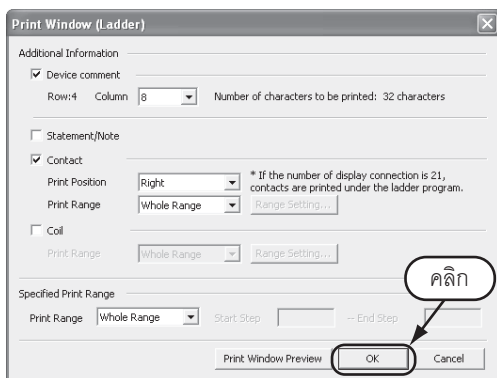 Print Window (Ladder)
Additional Information
Device comment
Row:4 Column 8 Number of characters to be printed: 32 characters
Statement/Note
Contact
Print Position Right * If the number of display connection is 21,
contacts are printed under the ladder program.
Print Range Whole Range Range Setting...
Coil
Print Range Whole Range Range Setting...
คลิก
Specified Print Range
Print Range Whole Range Start Step -- End Step
Print Window Preview OK Cancel